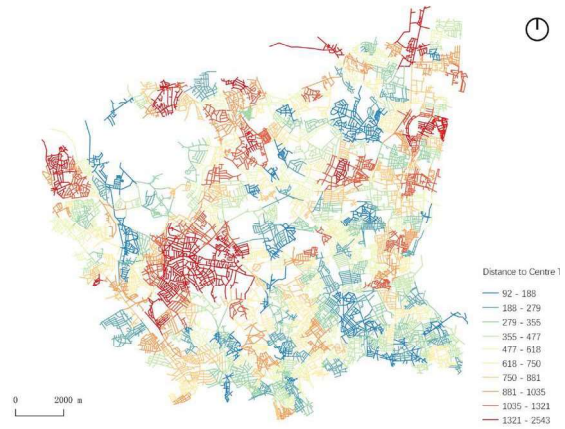 Distance to Centre T
92 - 188
188 - 279
279 - 355
355 - 477
477 - 618
618 - 750
750 - 881
881 - 1035
1035 - 1321
1321 - 2543
0 2000 m